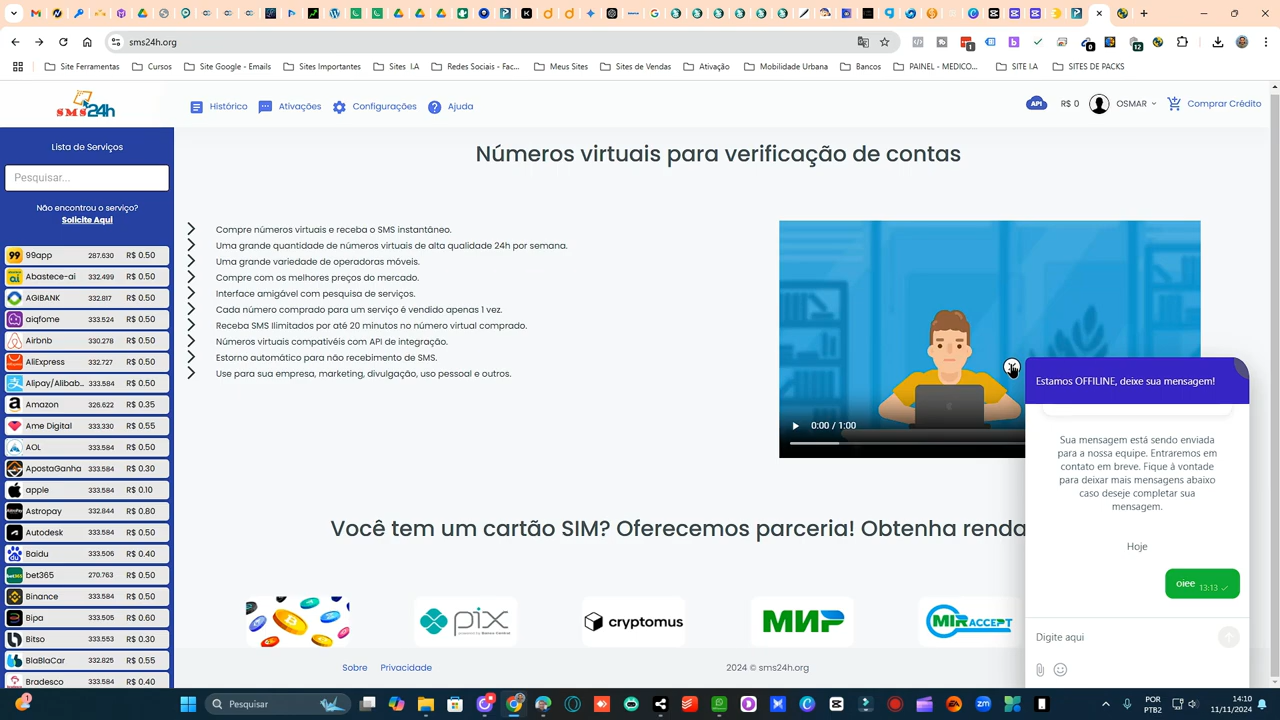 sms24h.org
Site Ferramentas
Cursos
Site Google - Emails
Sites Importantes
Sites I.A
Redes Sociais - Fac...
Meus Sites
Sites de Vendas
Ativação
Mobilidade Urbana
Bancos
PAINEL - MEDICO...
SITE I.A
SITES DE PACKS
SMS24h
Histórico
Ativações
Configurações
Ajuda
API
R$ 0
OSMAR
Comprar Crédito
Lista de Serviços
Pesquisar...
Não encontrou o serviço?
Solicite Aqui
99app 287.630 R$ 0.50
Abastece-ai 332.499 R$ 0.50
AGIBANK 332.817 R$ 0.50
aiqfome 333.524 R$ 0.50
Airbnb 330.278 R$ 0.50
AliExpress 332.727 R$ 0.50
Alipay/Alibab... 333.584 R$ 0.50
Amazon 326.622 R$ 0.35
Ame Digital 333.330 R$ 0.55
AOL 333.584 R$ 0.50
ApostaGanha 333.584 R$ 0.30
apple 333.584 R$ 0.10
Astropay 332.844 R$ 0.80
Autodesk 333.584 R$ 0.50
Baidu 333.506 R$ 0.40
bet365 270.763 R$ 0.50
Binance 333.584 R$ 0.50
Bipa 333.505 R$ 0.60
Bitso 333.553 R$ 0.30
BlaBlaCar 332.825 R$ 0.55
Bradesco 333.584 R$ 0.40
Números virtuais para verificação de contas
Compre números virtuais e receba o SMS instantâneo.
Uma grande quantidade de números virtuais de alta qualidade 24h por semana.
Uma grande variedade de operadoras móveis.
Compre com os melhores preços do mercado.
Interface amigável com pesquisa de serviços.
Cada número comprado para um serviço é vendido apenas 1 vez.
Receba SMS Ilimitados por até 20 minutos no número virtual comprado.
Números virtuais compatíveis com API de integração.
Estorno automático para não recebimento de SMS.
Use para sua empresa, marketing, divulgação, uso pessoal e outros.
0:00 / 1:00
Você tem um cartão SIM? Oferecemos parceria! Obtenha renda
pix
powered by Banco Central
cryptomus
МИР
MIR ACCEPT
Sobre
Privacidade
2024 © sms24h.org
Estamos OFFILINE, deixe sua mensagem!
Sua mensagem está sendo enviada
para a nossa equipe. Entraremos em
contato em breve. Fique à vontade
para deixar mais mensagens abaixo
caso deseje completar sua
mensagem.
Hoje
oiee 13:13
Digite aqui
Pesquisar
POR
PTB2
14:10
11/11/2024